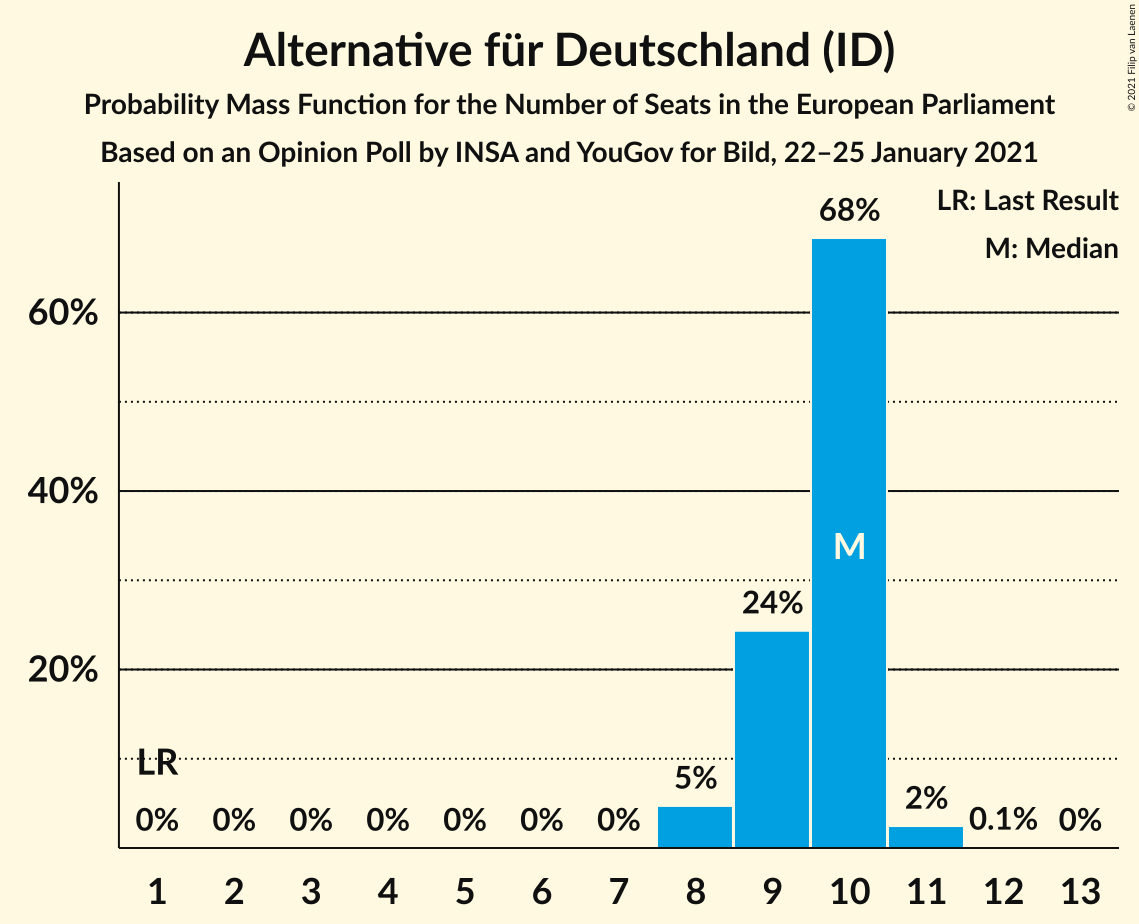 Alternative für Deutschland (ID)
Probability Mass Function for the Number of Seats in the European Parliament
Based on an Opinion Poll by INSA and YouGov for Bild, 22–25 January 2021
© 2021 Filip van Laenen
LR: Last Result
M: Median
68%
60%
40%
M
24%
20%
LR
5%
2%
0% 0% 0% 0% 0% 0% 0% 0.1% 0%
1 2 3 4 5 6 7 8 9 10 11 12 13